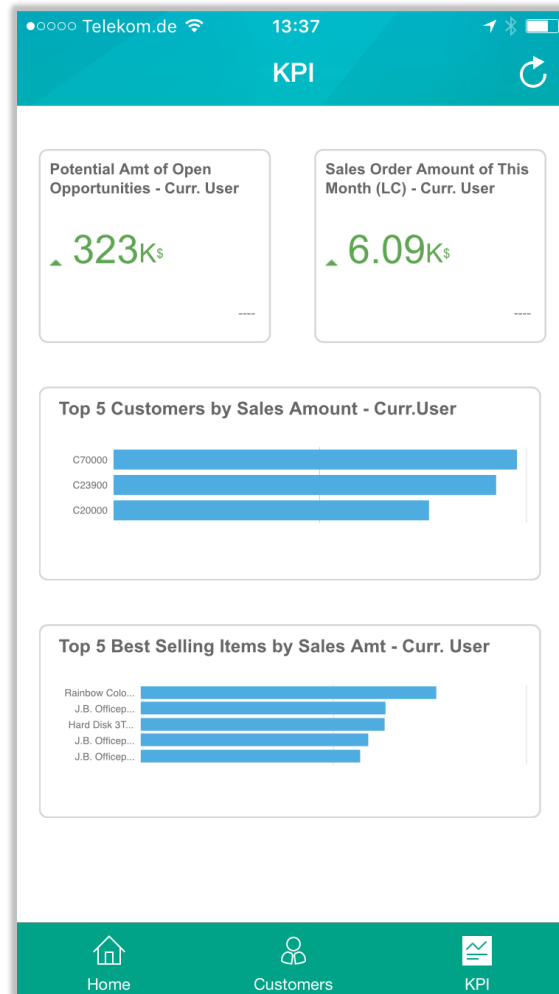 Telekom.de 13:37
KPI
Potential Amt of Open
Opportunities - Curr. User
323K$
----
Sales Order Amount of This
Month (LC) - Curr. User
6.09K$
----
Top 5 Customers by Sales Amount - Curr.User
C70000
C23900
C20000
Top 5 Best Selling Items by Sales Amt - Curr. User
Rainbow Colo...
J.B. Officep...
Hard Disk 3T...
J.B. Officep...
J.B. Officep...
Home Customers KPI